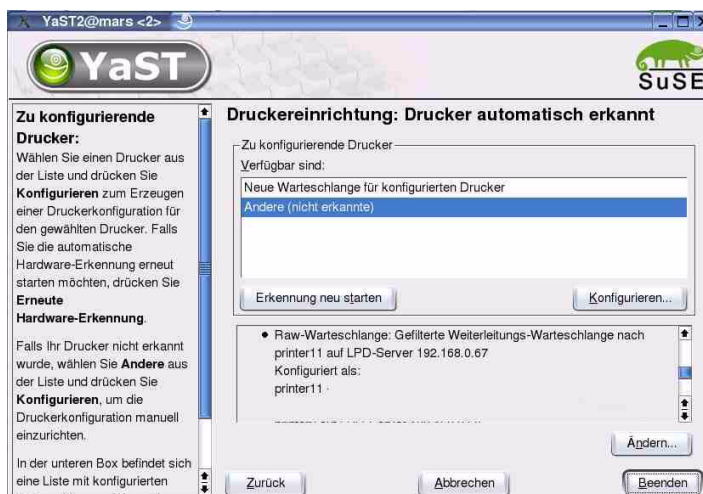 YaST2@mars <2>
YaST
SuSE
Zu konfigurierende
Drucker:
Wählen Sie einen Drucker aus
der Liste und drücken Sie
Konfigurieren zum Erzeugen
einer Druckerkonfiguration für
den gewählten Drucker. Falls
Sie die automatische
Hardware-Erkennung erneut
starten möchten, drücken Sie
Erneute
Hardware-Erkennung.
Falls Ihr Drucker nicht erkannt
wurde, wählen Sie Andere aus
der Liste und drücken Sie
Konfigurieren, um die
Druckerkonfiguration manuell
einzurichten.
In der unteren Box befindet sich
eine Liste mit konfigurierten
Druckereinrichtung: Drucker automatisch erkannt
Zu konfigurierende Drucker
Verfügbar sind:
Neue Warteschlange für konfigurierten Drucker
Andere (nicht erkannte)
Erkennung neu starten
Konfigurieren...
• Raw-Warteschlange: Gefilterte Weiterleitungs-Warteschlange nach
printer11 auf LPD-Server 192.168.0.67
Konfiguriert als:
printer11 ·
Ändern...
Zurück
Abbrechen
Beenden